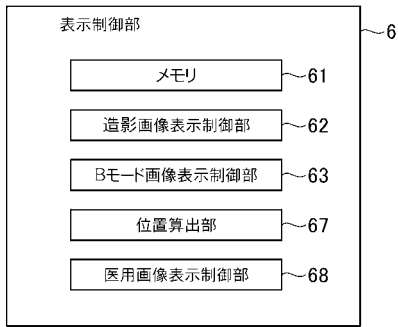 表示制御部
6
メモリ 61
造影画像表示制御部 62
Bモード画像表示制御部 63
位置算出部 67
医用画像表示制御部 68